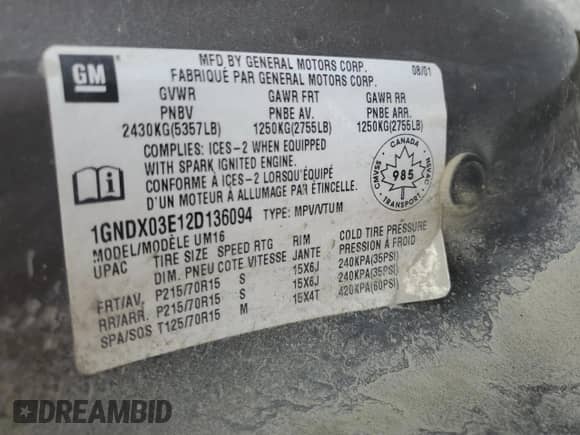 GM
MFD BY GENERAL MOTORS CORP. 08/01
FABRIQUÉ PAR GENERAL MOTORS CORP.
GVWR GAWR FRT GAWR RR
PNBV PNBE AV. PNBE ARR.
2430KG(5357LB) 1250KG(2755LB) 1250KG(2755LB)
COMPLIES: ICES-2 WHEN EQUIPPED
WITH SPARK IGNITED ENGINE.
CONFORME À ICES-2 LORSQU'ÉQUIPÉ
D'UN MOTEUR À ALLUMAGE PAR ÉTINCELLE.
CANADA
CMVSS NSVAC
985
TRANSPORT
1GNDX03E12D136094 TYPE: MPV/VTUM
MODEL/MODÈLE UM16
UPAC TIRE SIZE SPEED RTG RIM COLD TIRE PRESSURE
DIM. PNEU COTE VITESSE JANTE PRESSION À FROID
FRT/AV. P215/70R15 S 15X6J 240KPA(35PSI)
RR/ARR. P215/70R15 S 15X6J 240KPA(35PSI)
SPA/SOS T125/70R15 M 15X4T 420KPA(60PSI)
DREAMBID